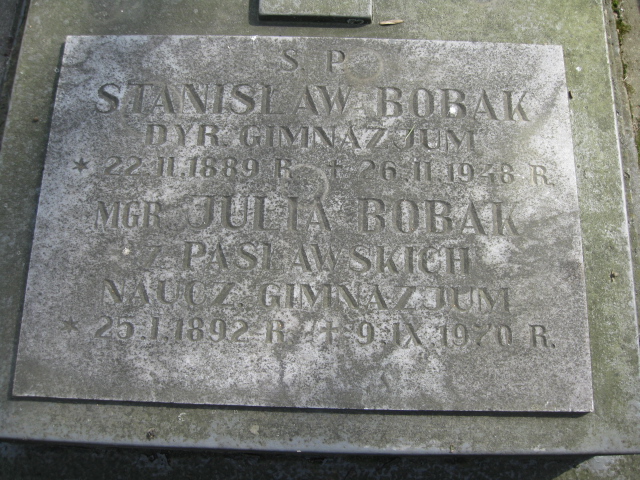 S. P.
STANISŁAW BOBAK
DYR. GIMNAZJUM
* 22.II.1889 R. † 26.II.1948 R.
MGR JULIA BOBAK
Z PASŁAWSKICH
NAUCZ. GIMNAZJUM
* 25.I.1892 R. † 9.IX.1970 R.